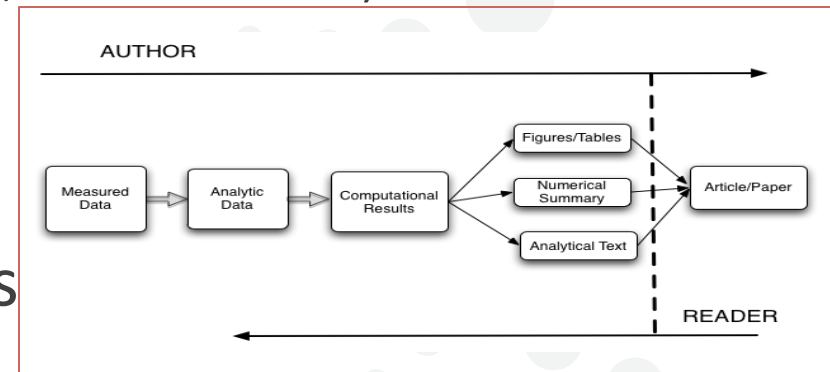 AUTHOR
Measured
Data
Analytic
Data
Computational
Results
Figures/Tables
Numerical
Summary
Analytical Text
Article/Paper
READER
s